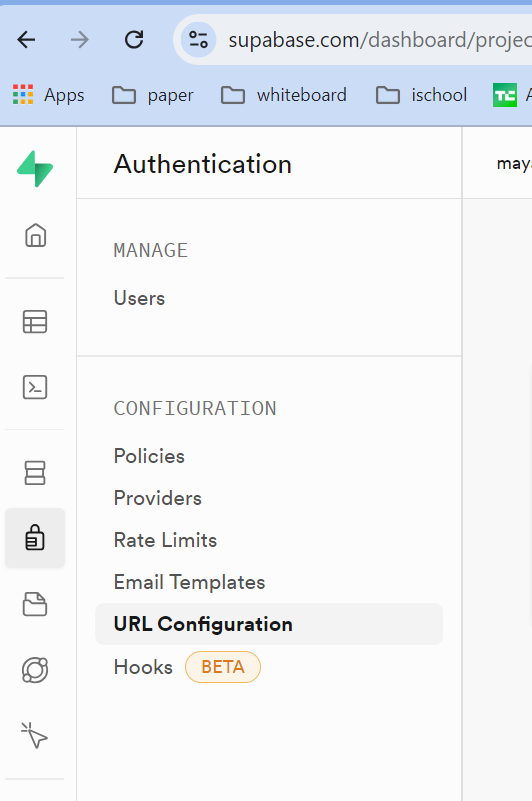 supabase.com/dashboard/projec
Apps paper whiteboard ischool TC
Authentication
may
MANAGE
Users
CONFIGURATION
Policies
Providers
Rate Limits
Email Templates
URL Configuration
Hooks BETA